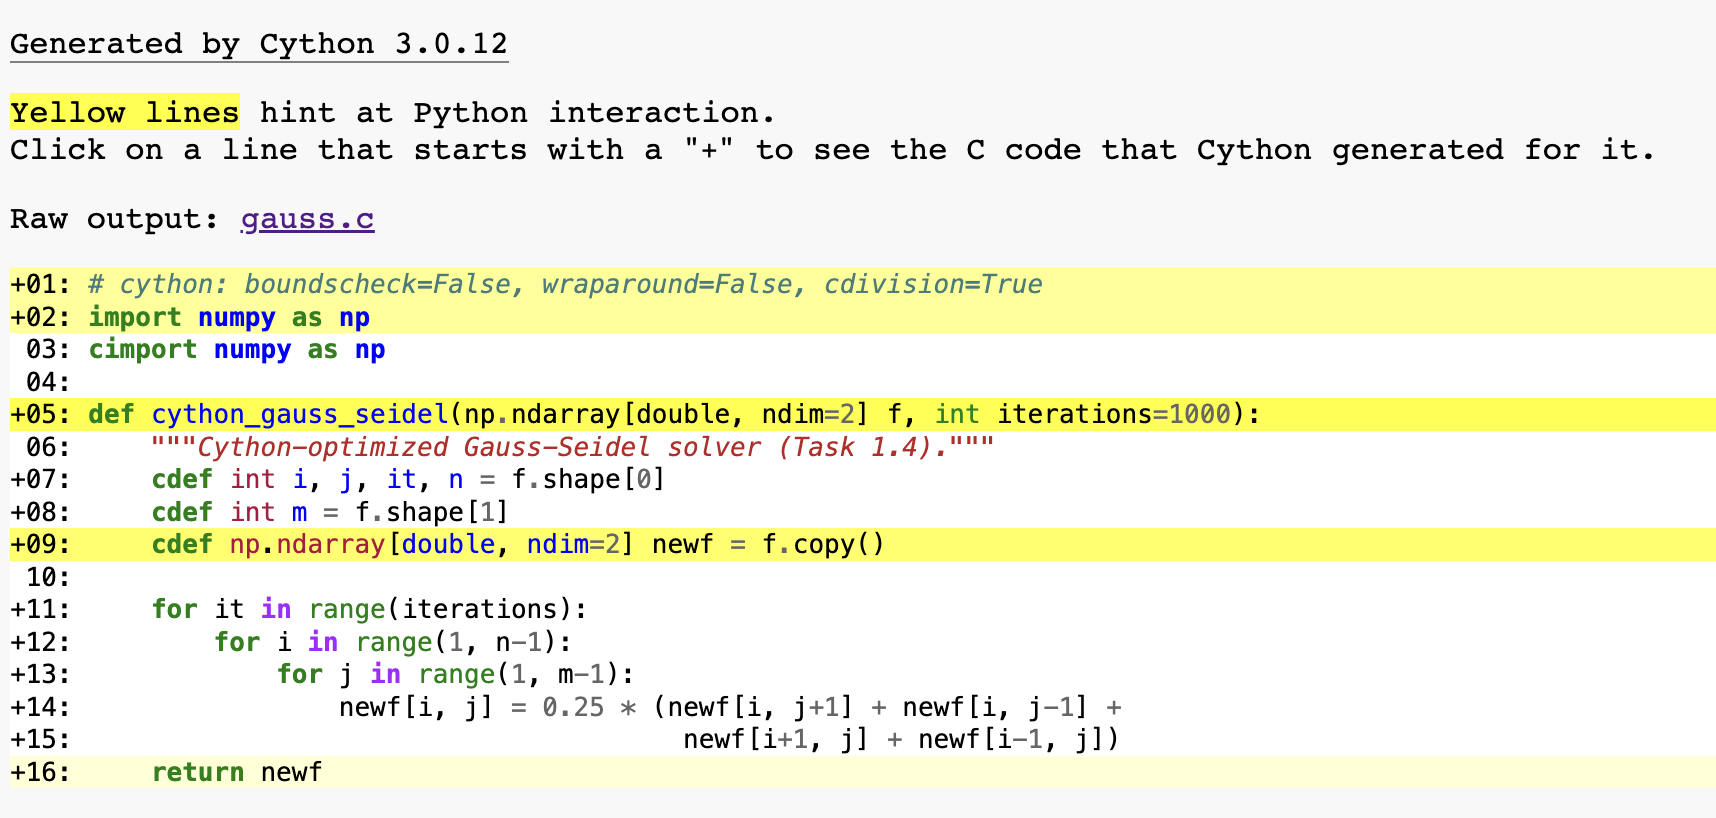 Generated by Cython 3.0.12
Yellow lines hint at Python interaction.
Click on a line that starts with a "+" to see the C code that Cython generated for it.
Raw output: gauss.c
+01: # cython: boundscheck=False, wraparound=False, cdivision=True
+02: import numpy as np
 03: cimport numpy as np
 04:
+05: def cython_gauss_seidel(np.ndarray[double, ndim=2] f, int iterations=1000):
 06:     """Cython-optimized Gauss-Seidel solver (Task 1.4)."""
+07:     cdef int i, j, it, n = f.shape[0]
+08:     cdef int m = f.shape[1]
+09:     cdef np.ndarray[double, ndim=2] newf = f.copy()
 10:
+11:     for it in range(iterations):
+12:         for i in range(1, n-1):
+13:             for j in range(1, m-1):
+14:                 newf[i, j] = 0.25 * (newf[i, j+1] + newf[i, j-1] +
+15:                                       newf[i+1, j] + newf[i-1, j])
+16:     return newf